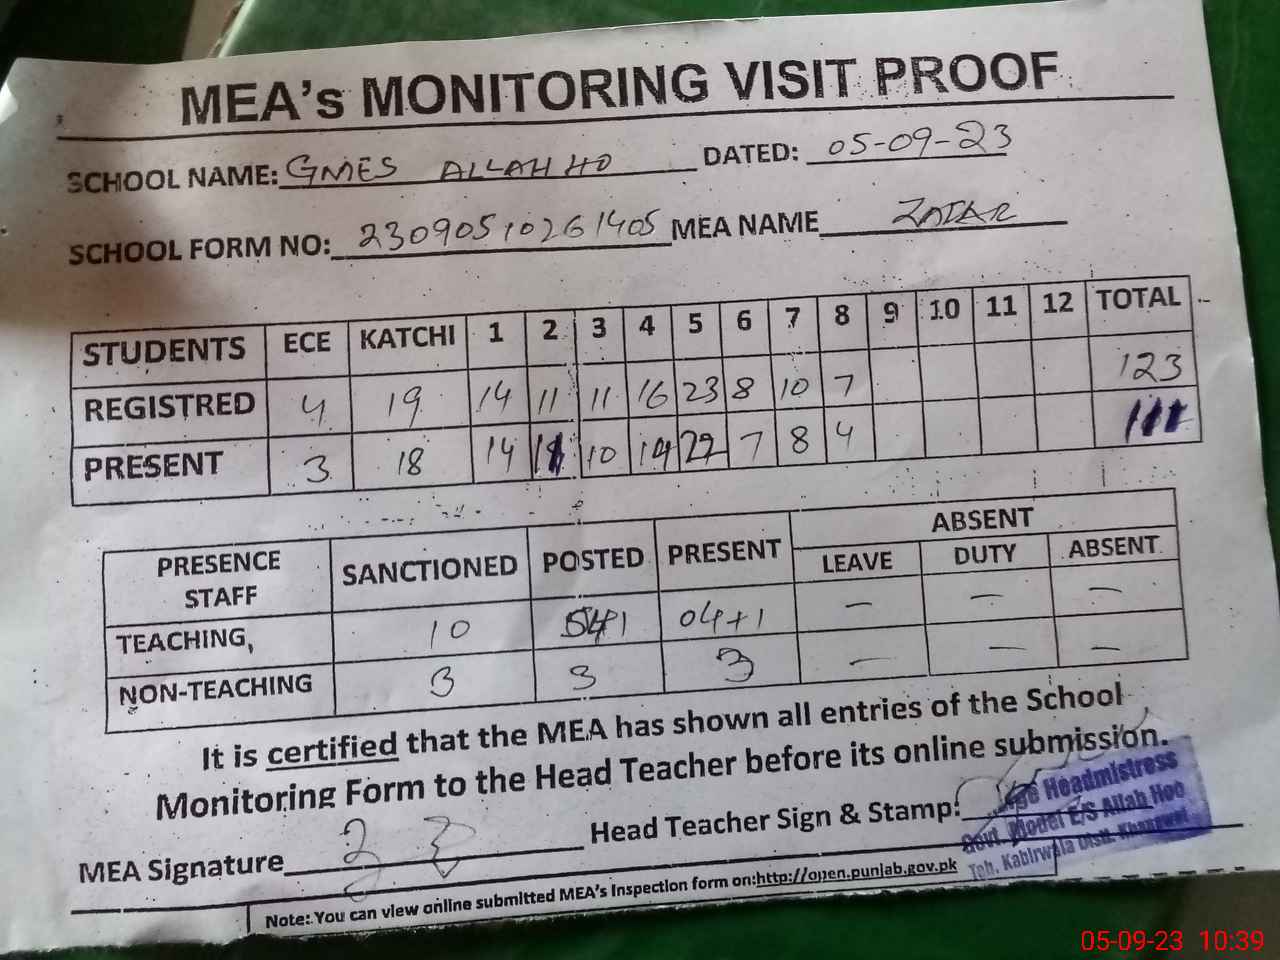 MEA's MONITORING VISIT PROOF
SCHOOL NAME: GMES ALLAH HO DATED: 05-09-23
SCHOOL FORM NO: 23090510261405 MEA NAME ZAFAR
STUDENTS ECE KATCHI 1 2 3 4 5 6 7 8 9 10 11 12 TOTAL
REGISTRED 4 19 14 11 11 16 23 8 10 7 123
PRESENT 3 18 14 11 10 14 22 7 8 4 111
PRESENCE STAFF SANCTIONED POSTED PRESENT ABSENT
LEAVE DUTY ABSENT
TEACHING, 10 04+1 — — —
NON-TEACHING 3 3 3 — — —
It is certified that the MEA has shown all entries of the School
Monitoring Form to the Head Teacher before its online submission.
MEA Signature Head Teacher Sign & Stamp:
Headmistress
Govt. Model E/S Allah Hoo
Teh. Kabirwala Distt. Khanewal
Note: You can view online submitted MEA's Inspection form on:http://open.punjab.gov.pk
05-09-23 10:39